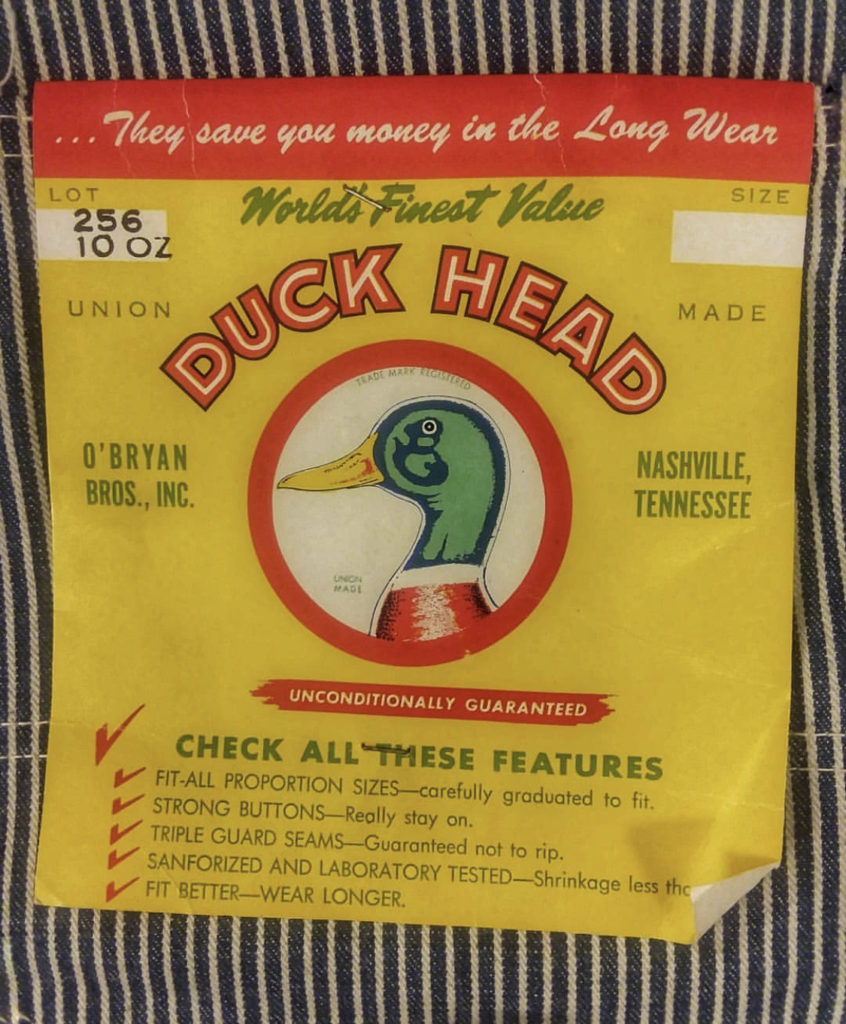 ...They save you money in the Long Wear
LOT
256
10 OZ
World's Finest Value
SIZE
UNION
MADE
DUCK HEAD
TRADE MARK REGISTERED
O'BRYAN
BROS., INC.
NASHVILLE,
TENNESSEE
UNION
MADE
UNCONDITIONALLY GUARANTEED
CHECK ALL THESE FEATURES
FIT-ALL PROPORTION SIZES—carefully graduated to fit.
STRONG BUTTONS—Really stay on.
TRIPLE GUARD SEAMS—Guaranteed not to rip.
SANFORIZED AND LABORATORY TESTED—Shrinkage less
FIT BETTER—WEAR LONGER.